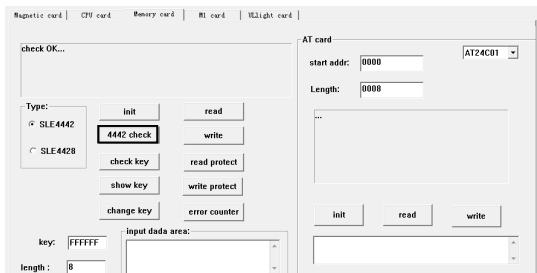 Magnetic card CPU card Memory card M1 card ULlight card
check OK...
Type:
SLE4442
SLE4428
init read
4442 check write
check key read protect
show key write protect
change key error counter
key: FFFFFF
length : 8
input dada area:
AT card
start addr: 0000 AT24C01
Length: 0008
...
init read write